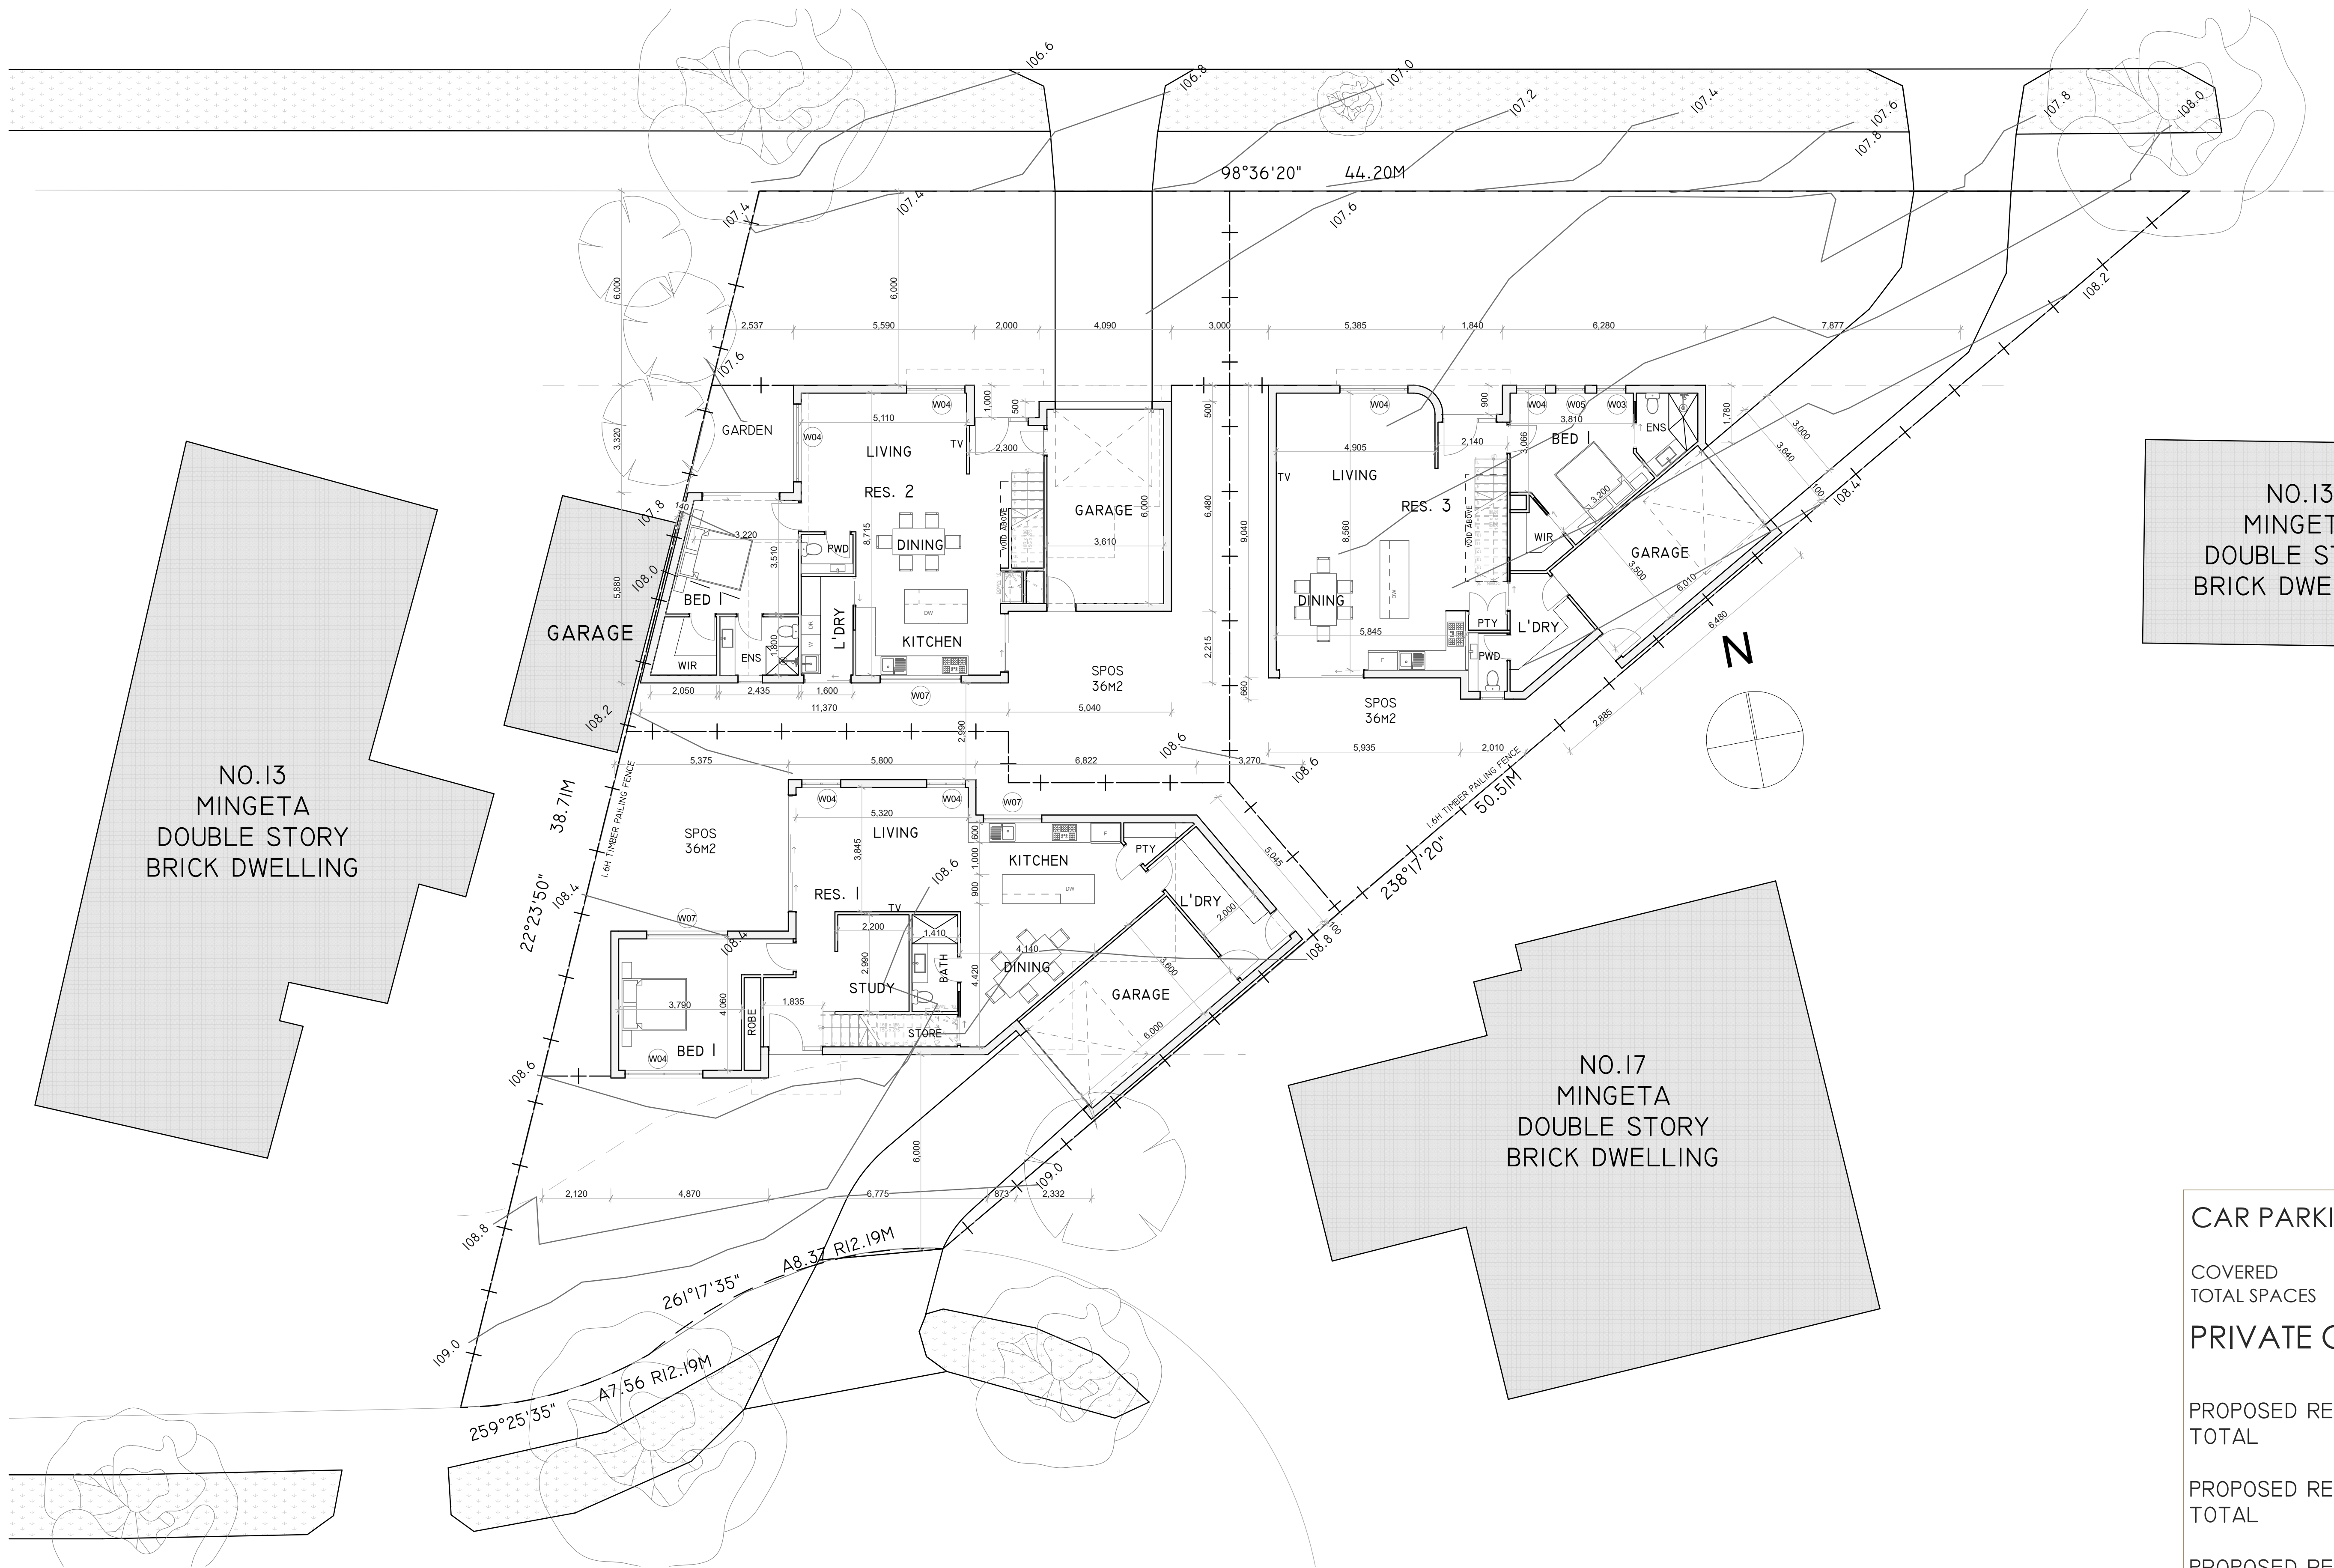 106.6
106.8
107.0
107.2
107.4
107.6
107.8
107.8
108.0
98°36'20" 44.20M
107.4
107.4
107.6
108.2
6,000
6,000
2,537
5,590
2,000
4,090
3,000
5,385
1,840
6,280
7,877
107.6
3,320
GARDEN
W04
W04
5,110
LIVING
TV
1,000
500
2,300
RES. 2
GARAGE
6,000
3,610
8,715
DINING
VOID ABOVE
PWD
140
107.8
3,220
3,510
108.0
BED 1
5,880
GARAGE
WIR
ENS
1,800
DR
W
L'DRY
DW
KITCHEN
W07
2,050
2,435
1,600
11,370
5,040
SPOS
36M2
2,990
500
6,480
9,040
2,215
660
W04
900
W04
W05
W03
3,810
BED 1
3,066
ENS
1,780
4,905
2,140
LIVING
TV
RES. 3
8,560
VOID ABOVE
3,200
WIR
3,000
3,640
100
108.4
GARAGE
3,500
6,010
6,480
DINING
DW
5,845
PTY
L'DRY
PWD
F
SPOS
36M2
5,935
2,010
2,885
N
108.2
108.6
108.6
5,375
5,800
6,822
3,270
1.6H TIMBER PAILING FENCE
50.51M
238°17'20"
NO.13
MINGETA
DOUBLE STORY
BRICK DWELLING
38.71M
22°23'50"
1.6H TIMBER PAILING FENCE
SPOS
36M2
W04
W04
W07
5,320
LIVING
3,845
600
1,000
900
KITCHEN
F
DW
PTY
L'DRY
2,000
5,045
100
108.8
108.6
RES. 1
TV
2,200
1,410
2,990
BATH
STUDY
4,420
4,140
DINING
3,600
GARAGE
6,000
108.4
W07
108.4
3,790
4,060
ROBE
BED 1
W04
1,835
STORE
108.6
6,000
2,120
4,870
6,775
873
2,332
109.0
108.8
109.0
A8.37 R12.19M
261°17'35"
A7.56 R12.19M
259°25'35"
NO.17
MINGETA
DOUBLE STORY
BRICK DWELLING
NO.13
MINGET
DOUBLE ST
BRICK DWE
CAR PARKI
COVERED
TOTAL SPACES
PRIVATE
PROPOSED RE
TOTAL
PROPOSED RE
TOTAL
PROPOSED RE